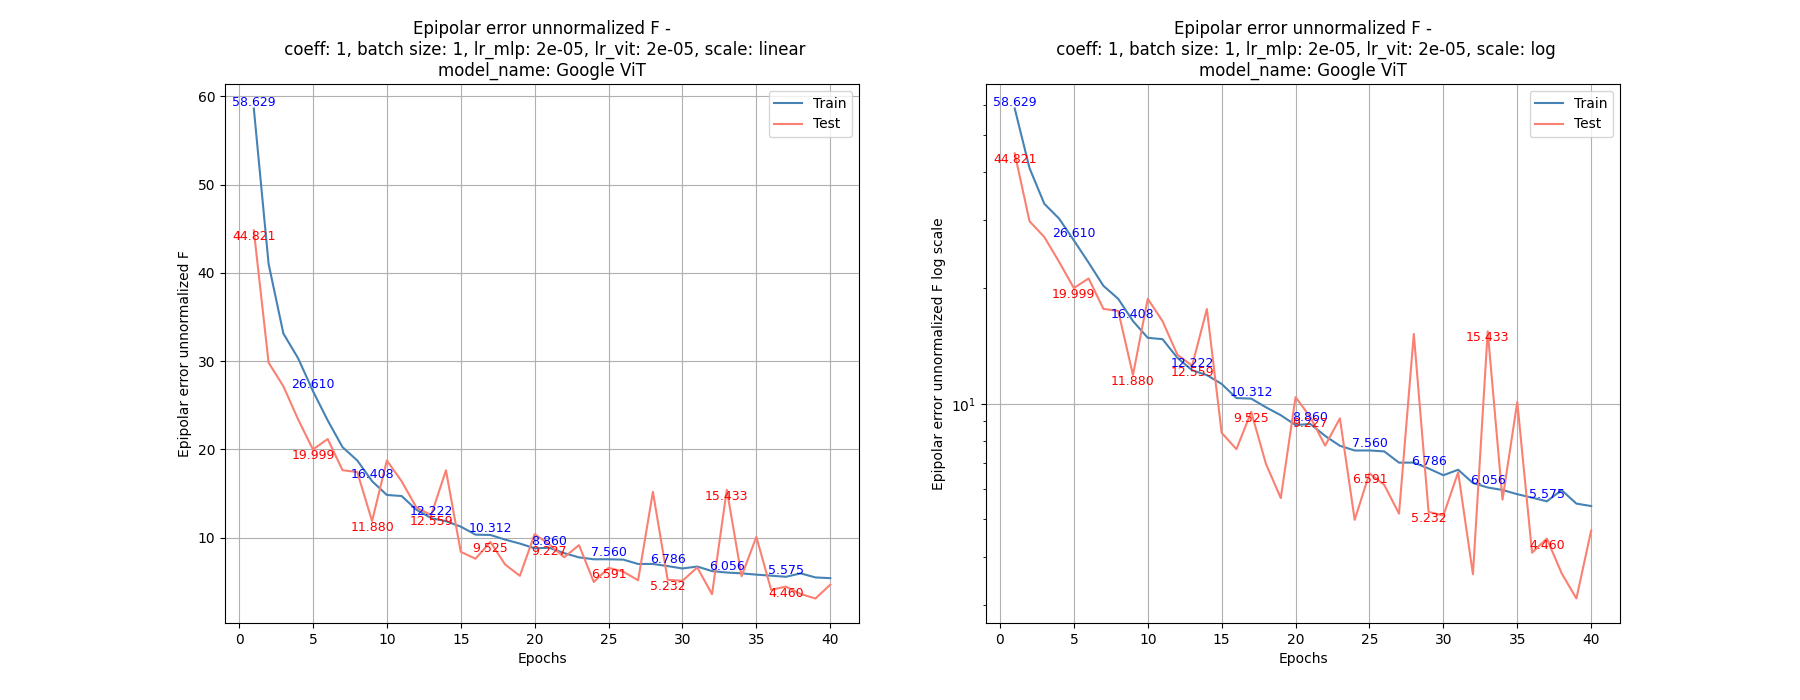 Epipolar error unnormalized F -
coeff: 1, batch size: 1, lr_mlp: 2e-05, lr_vit: 2e-05, scale: linear
model_name: Google ViT
Epipolar error unnormalized F
60
50
40
30
20
10
58.629
44.821
26.610
19.999
16.408
11.880
12.222
12.559
10.312
9.525
8.860
9.227
7.560
6.591
6.786
5.232
15.433
6.056
5.575
4.460
Train
Test
0 5 10 15 20 25 30 35 40
Epochs
Epipolar error unnormalized F -
coeff: 1, batch size: 1, lr_mlp: 2e-05, lr_vit: 2e-05, scale: log
model_name: Google ViT
Epipolar error unnormalized F log scale
10¹
58.629
44.821
26.610
19.999
16.408
11.880
12.222
12.559
10.312
9.525
8.860
9.227
7.560
6.591
6.786
5.232
15.433
6.056
5.575
4.460
Train
Test
0 5 10 15 20 25 30 35 40
Epochs